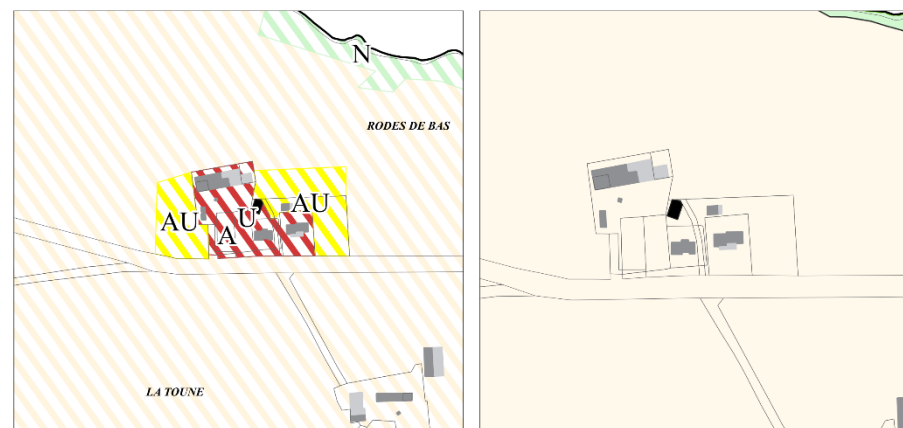 N
RODES DE BAS
AU
U
AU
A
LA TOUNE